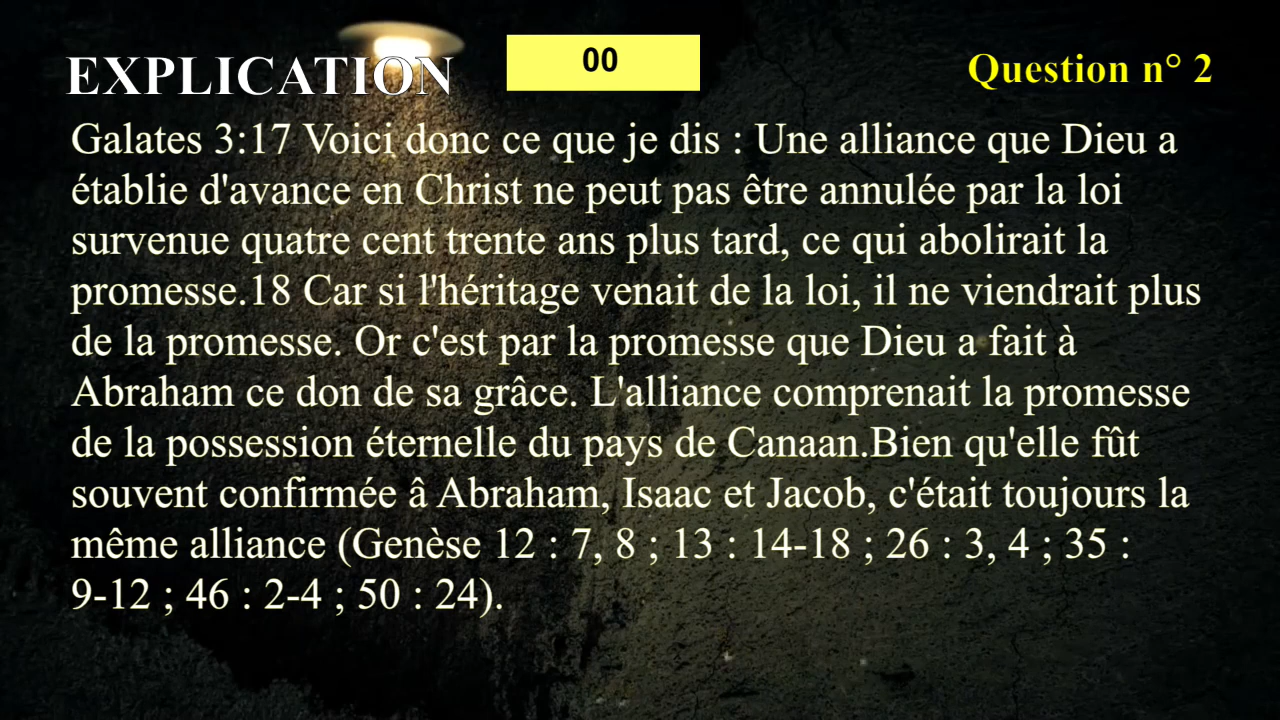 EXPLICATION
00
Question n° 2
Galates 3:17 Voici donc ce que je dis : Une alliance que Dieu a
établie d'avance en Christ ne peut pas être annulée par la loi
survenue quatre cent trente ans plus tard, ce qui abolirait la
promesse.18 Car si l'héritage venait de la loi, il ne viendrait plus
de la promesse. Or c'est par la promesse que Dieu a fait à
Abraham ce don de sa grâce. L'alliance comprenait la promesse
de la possession éternelle du pays de Canaan.Bien qu'elle fût
souvent confirmée â Abraham, Isaac et Jacob, c'était toujours la
même alliance (Genèse 12 : 7, 8 ; 13 : 14-18 ; 26 : 3, 4 ; 35 :
9-12 ; 46 : 2-4 ; 50 : 24).